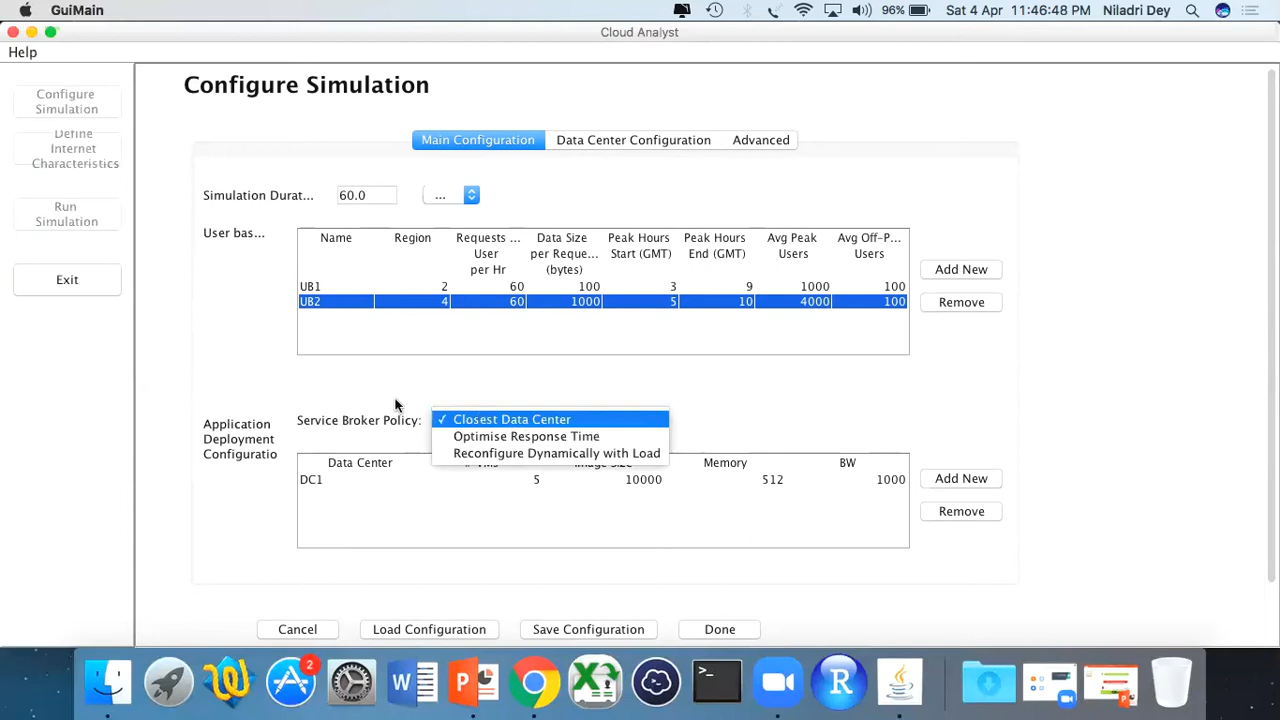 GuiMain
96%
Sat 4 Apr 11:46:48 PM
Niladri Dey
Cloud Analyst
Help
Configure
Simulation
Define
Internet
Characteristics
Run
Simulation
Exit
Configure Simulation
Main Configuration
Data Center Configuration
Advanced
Simulation Durat...
60.0
...
User bas...
Name
Region
Requests ...
User
per Hr
Data Size
per Reque...
(bytes)
Peak Hours
Start (GMT)
Peak Hours
End (GMT)
Avg Peak
Users
Avg Off-P...
Users
UB1 2 60 100 3 9 1000 100
UB2 4 60 1000 5 10 4000 100
Add New
Remove
Application
Deployment
Configuratio
Service Broker Policy:
✓ Closest Data Center
Optimise Response Time
Reconfigure Dynamically with Load
Data Center
Memory
BW
DC1 5 10000 512 1000
Add New
Remove
Cancel
Load Configuration
Save Configuration
Done
2
W
P
X
>_
R
P